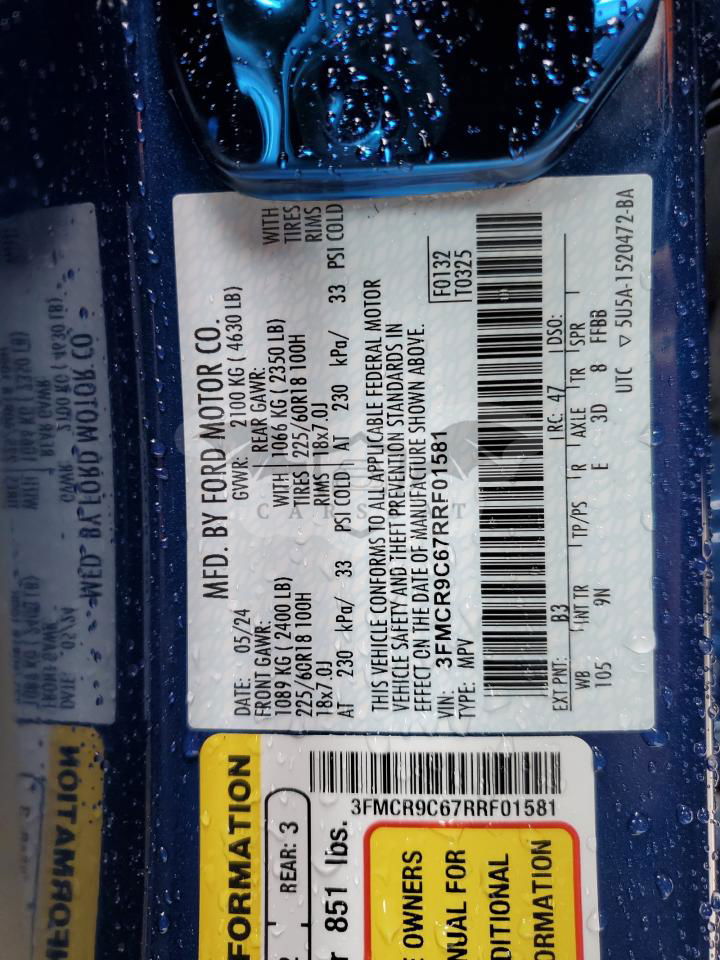 MFD. BY FORD MOTOR CO.
DATE: 05/24 GVWR: 2100 KG ( 4630 LB)
FRONT GAWR: REAR GAWR:
1089 KG ( 2400 LB) WITH 1066 KG ( 2350 LB) WITH
225/60R18 100H TIRES 225/60R18 100H TIRES
18x7.0J RIMS 18x7.0J RIMS
AT 230 kPa/ 33 PSI COLD AT 230 kPa/ 33 PSI COLD
THIS VEHICLE CONFORMS TO ALL APPLICABLE FEDERAL MOTOR
VEHICLE SAFETY AND THEFT PREVENTION STANDARDS IN
EFFECT ON THE DATE OF MANUFACTURE SHOWN ABOVE.
VIN: 3FMCR9C67RRF01581
TYPE: MPV
F0132
T0325
EXT PNT: B3 RC: 47 DSO:
WB INT TR TP/PS R AXLE TR SPR
105 9N E 3D 8 FFBB
UTC ▽ 5U5A-1520472-BA
FORMATION
REAR: 3
851 lbs.
3FMCR9C67RRF01581
OWNERS
FOR